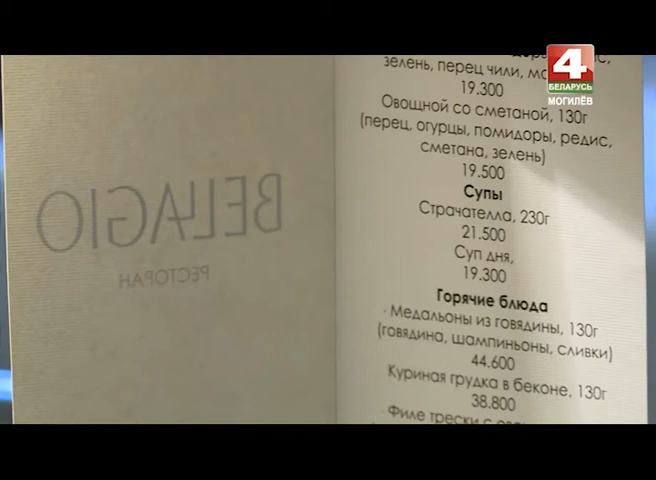 4
БЕЛАРУСЬ
МОГИЛЁВ
BELLAGIO
РЕСТОРАН
зелень, перец чили,
19.300
Овощной со сметаной, 130г
(перец, огурцы, помидоры, редис,
сметана, зелень)
19.500
Супы
Страчателла, 230г
21.500
Суп дня,
19.300
Горячие блюда
· Медальоны из говядины, 130г
(говядина, шампиньоны, сливки)
44.600
Куриная грудка в беконе, 130г
38.800
· Филе трески с